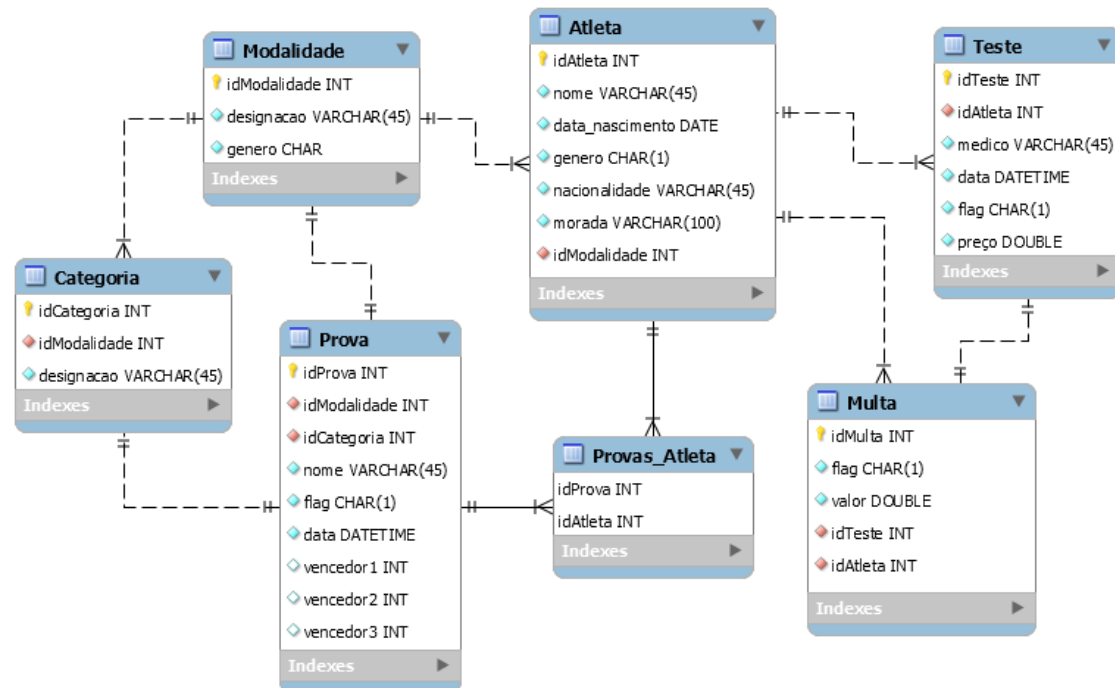 Modalidade
idModalidade INT
designacao VARCHAR(45)
genero CHAR
Indexes
Atleta
idAtleta INT
nome VARCHAR(45)
data_nascimento DATE
genero CHAR(1)
nacionalidade VARCHAR(45)
morada VARCHAR(100)
idModalidade INT
Indexes
Teste
idTeste INT
idAtleta INT
medico VARCHAR(45)
data DATETIME
flag CHAR(1)
preço DOUBLE
Indexes
Categoria
idCategoria INT
idModalidade INT
designacao VARCHAR(45)
Indexes
Prova
idProva INT
idModalidade INT
idCategoria INT
nome VARCHAR(45)
flag CHAR(1)
data DATETIME
vencedor1 INT
vencedor2 INT
vencedor3 INT
Indexes
Provas_Atleta
idProva INT
idAtleta INT
Indexes
Multa
idMulta INT
flag CHAR(1)
valor DOUBLE
idTeste INT
idAtleta INT
Indexes